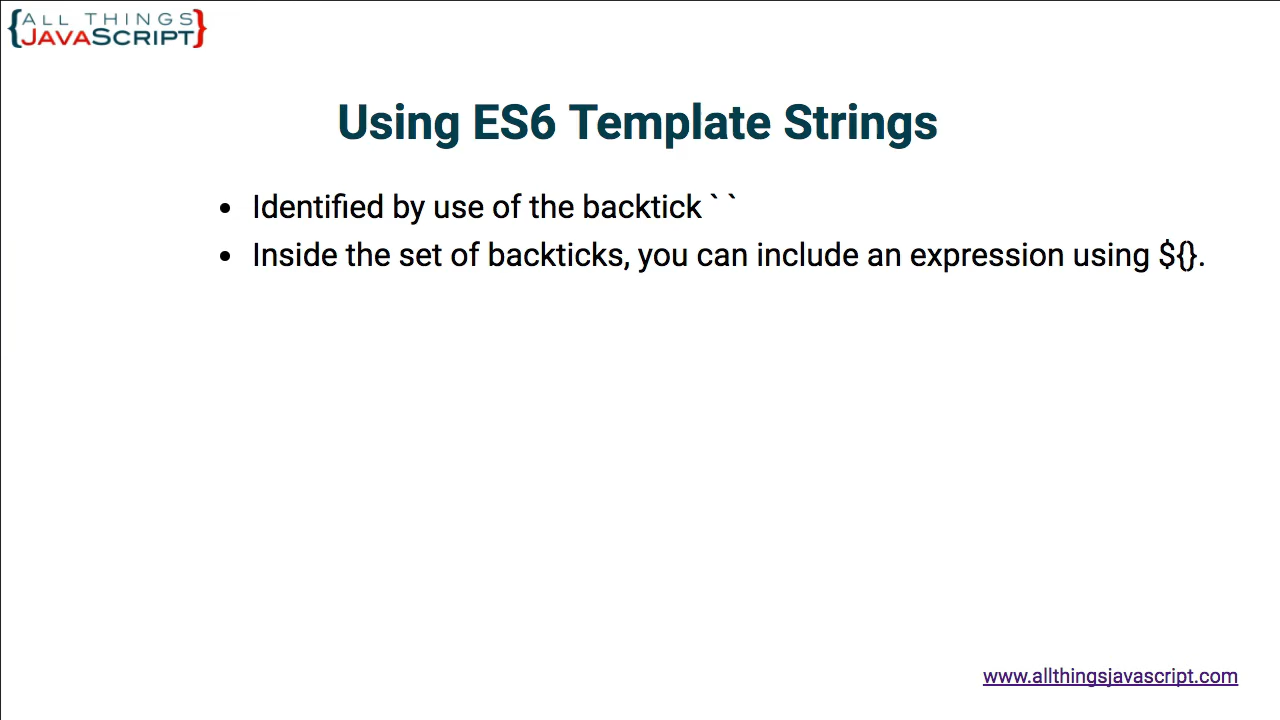 {ALL THINGS
JAVASCRIPT}
Using ES6 Template Strings
• Identified by use of the backtick ` `
• Inside the set of backticks, you can include an expression using ${}.
www.allthingsjavascript.com